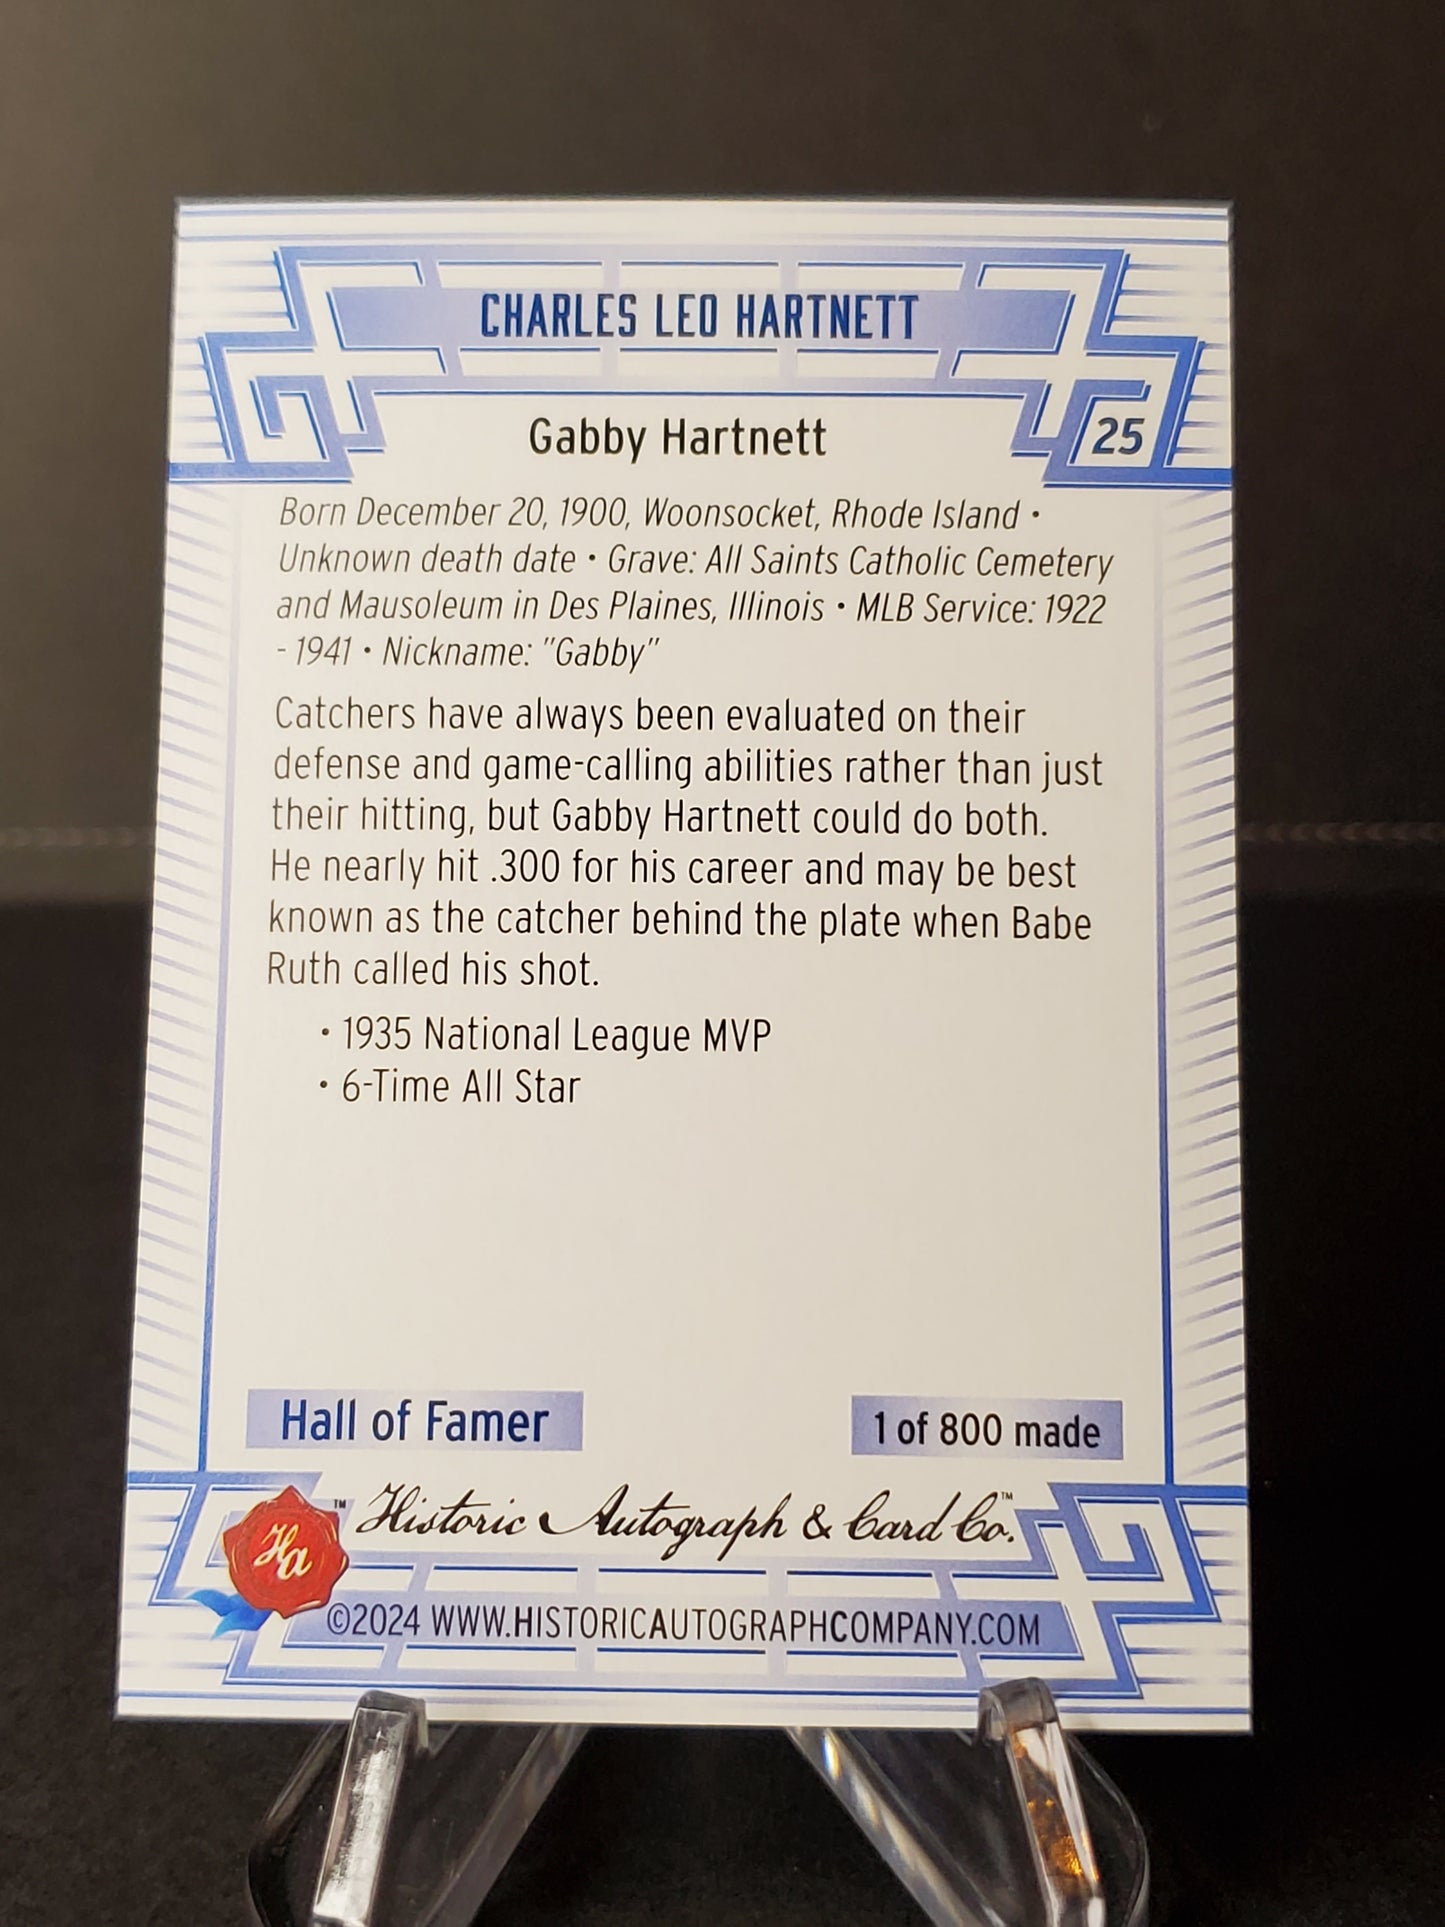 CHARLES LEO HARTNETT
Gabby Hartnett
25
Born December 20, 1900, Woonsocket, Rhode Island •
Unknown death date • Grave: All Saints Catholic Cemetery
and Mausoleum in Des Plaines, Illinois • MLB Service: 1922
- 1941 • Nickname: "Gabby"
Catchers have always been evaluated on their
defense and game-calling abilities rather than just
their hitting, but Gabby Hartnett could do both.
He nearly hit .300 for his career and may be best
known as the catcher behind the plate when Babe
Ruth called his shot.
• 1935 National League MVP
• 6-Time All Star
Hall of Famer
1 of 800 made
Ha ™ Historic Autograph & Card Co.™
©2024 WWW.HISTORICAUTOGRAPHCOMPANY.COM